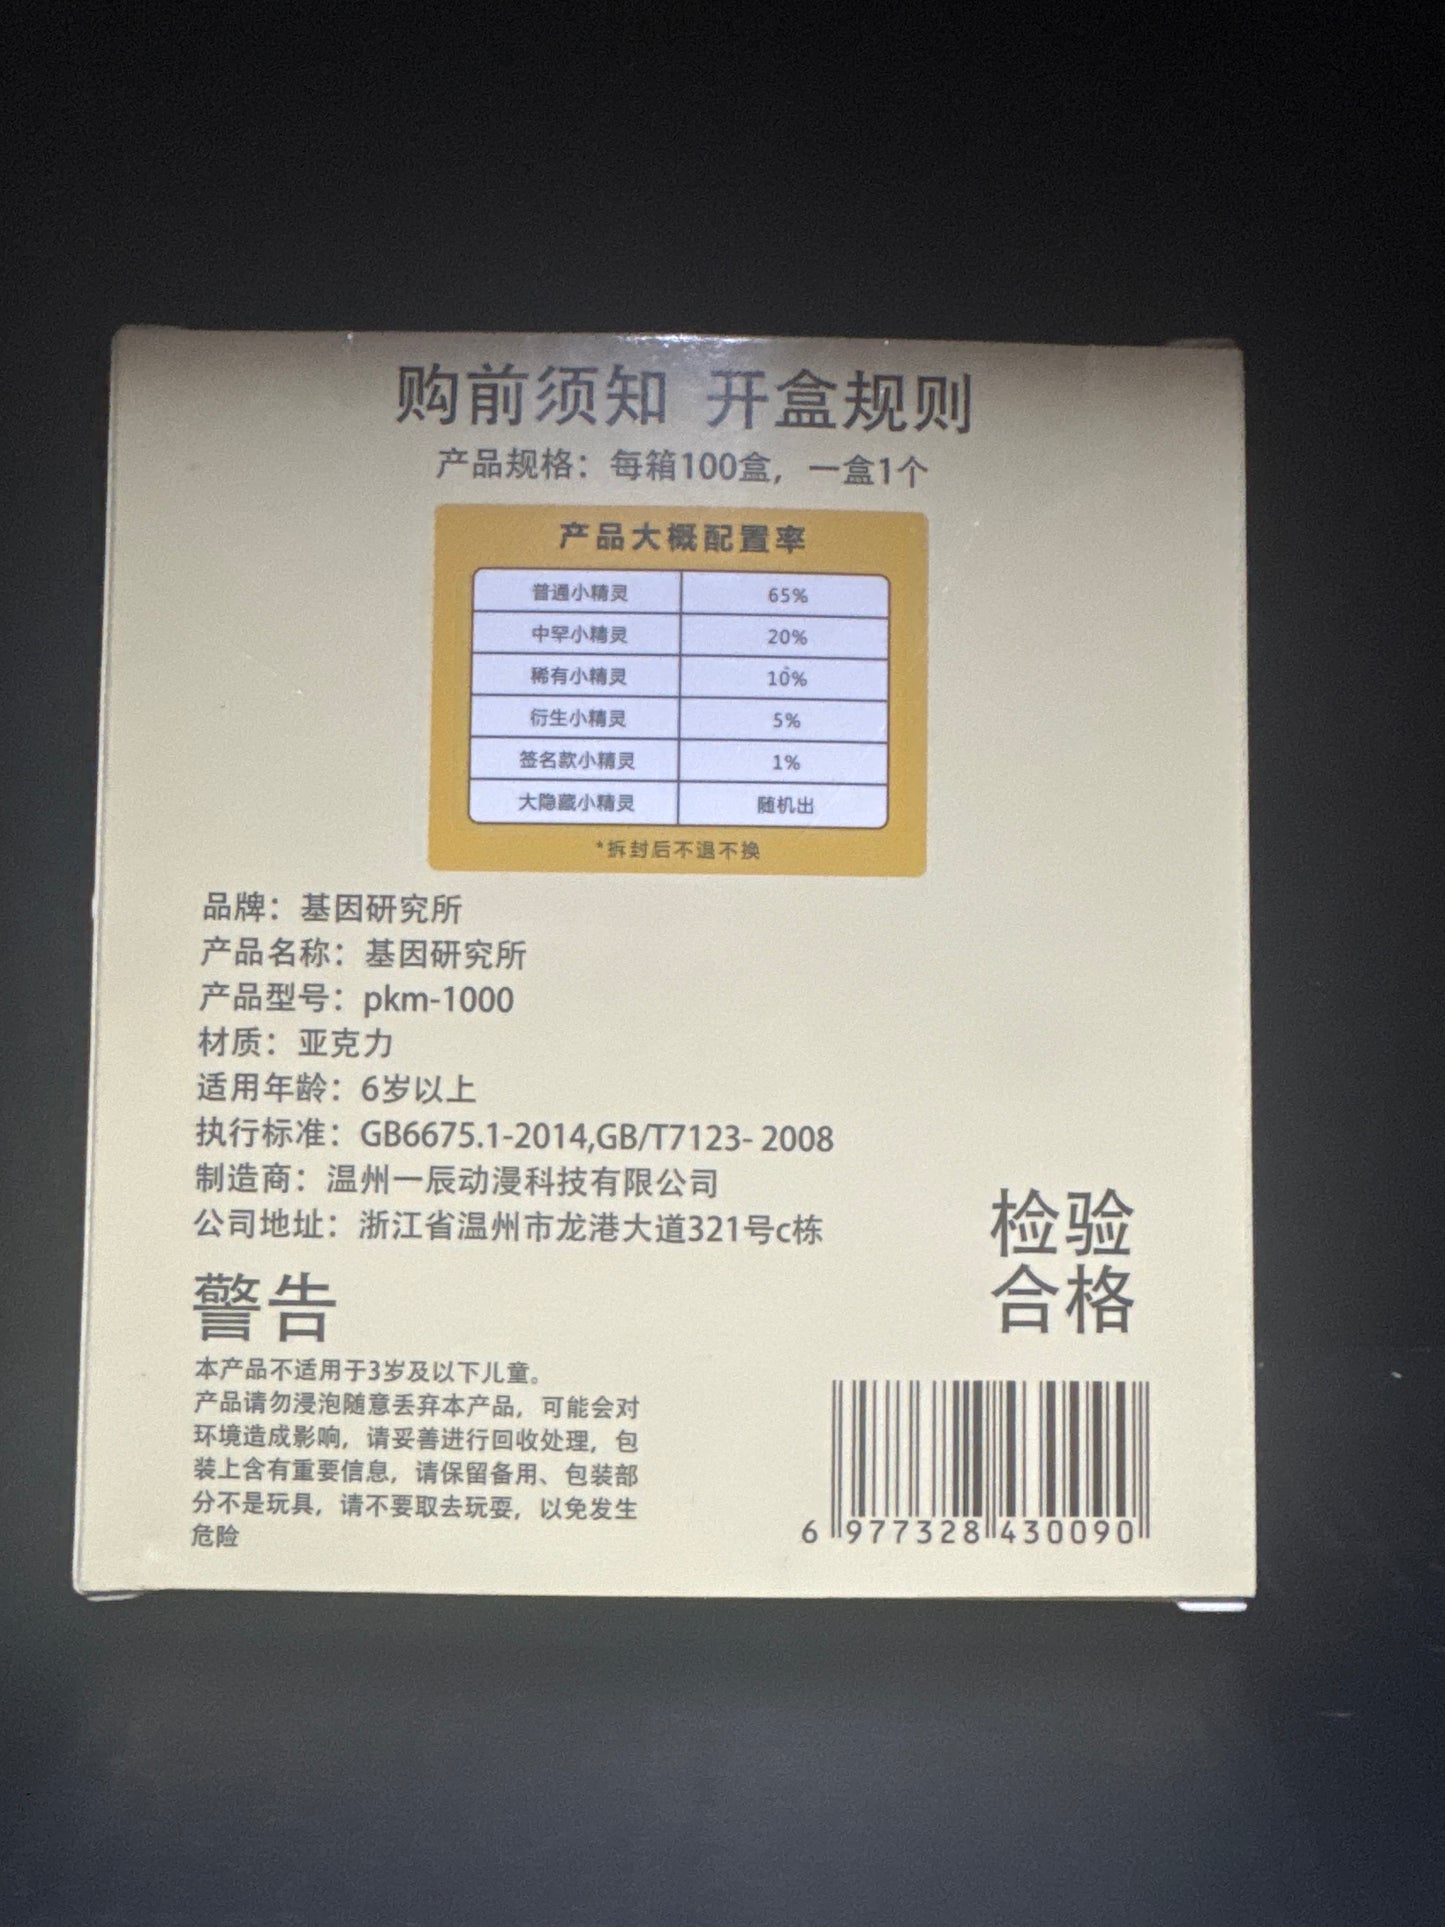 购前须知 开盒规则
产品规格：每箱100盒，一盒1个
产品大概配置率
普通小精灵 65%
中罕小精灵 20%
稀有小精灵 10%
衍生小精灵 5%
签名款小精灵 1%
大隐藏小精灵 随机出
*拆封后不退不换
品牌：基因研究所
产品名称：基因研究所
产品型号：pkm-1000
材质：亚克力
适用年龄：6岁以上
执行标准：GB6675.1-2014,GB/T7123- 2008
制造商：温州一辰动漫科技有限公司
公司地址：浙江省温州市龙港大道321号c栋
检验
合格
警告
本产品不适用于3岁及以下儿童。
产品请勿浸泡随意丢弃本产品，可能会对
环境造成影响，请妥善进行回收处理，包
装上含有重要信息，请保留备用、包装部
分不是玩具，请不要取去玩耍，以免发生
危险
6 977328 430090